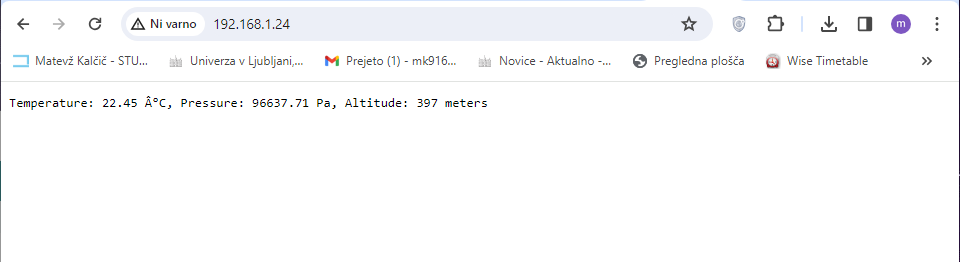 Ni varno 192.168.1.24 m
Matevž Kalčič - STU... Univerza v Ljubljani,... Prejeto (1) - mk916... Novice - Aktualno -... Pregledna plošča Wise Timetable »
Temperature: 22.45 Â°C, Pressure: 96637.71 Pa, Altitude: 397 meters